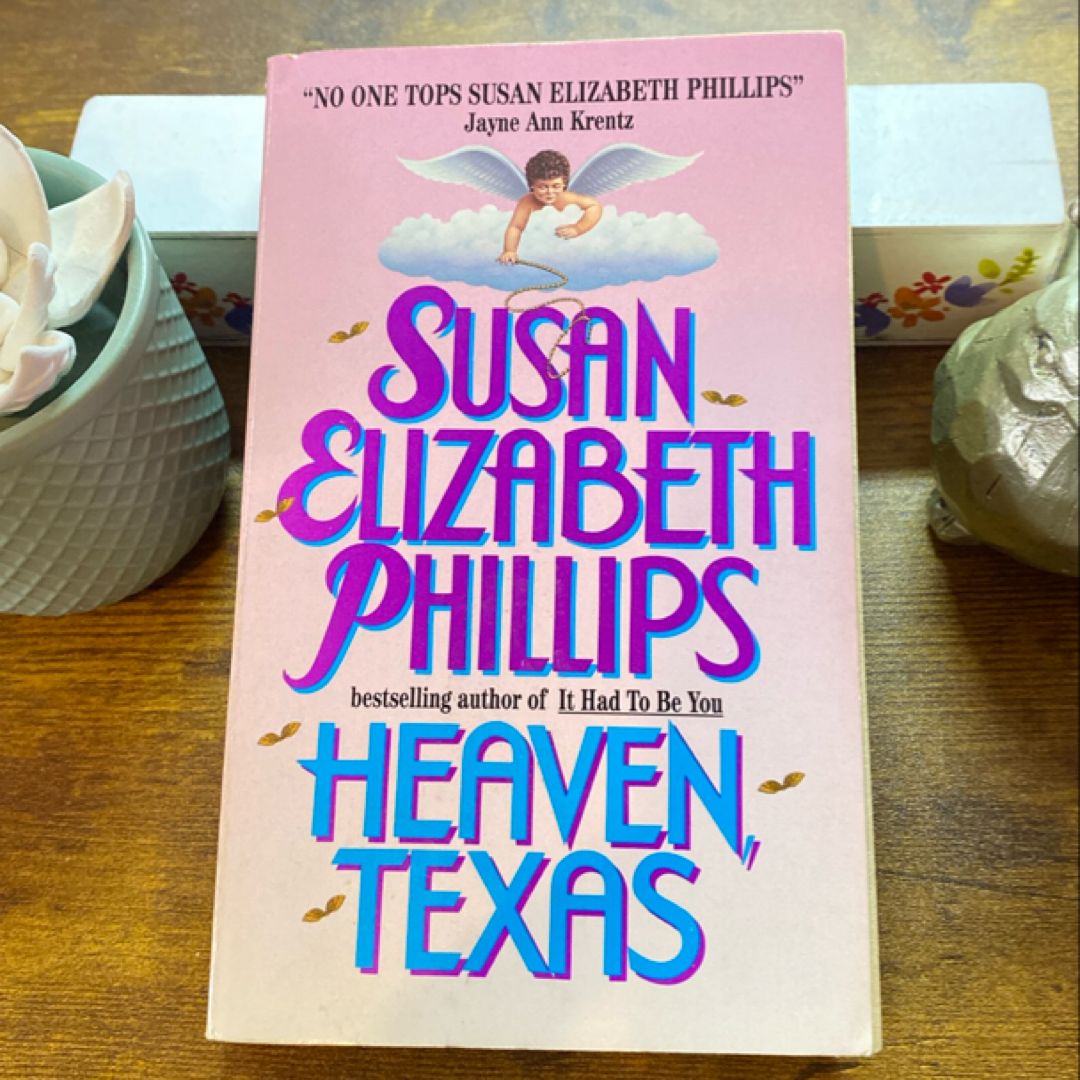 “NO ONE TOPS SUSAN ELIZABETH PHILLIPS”
Jayne Ann Krentz
SUSAN
ELIZABETH
PHILLIPS
bestselling author of It Had To Be You
HEAVEN,
TEXAS